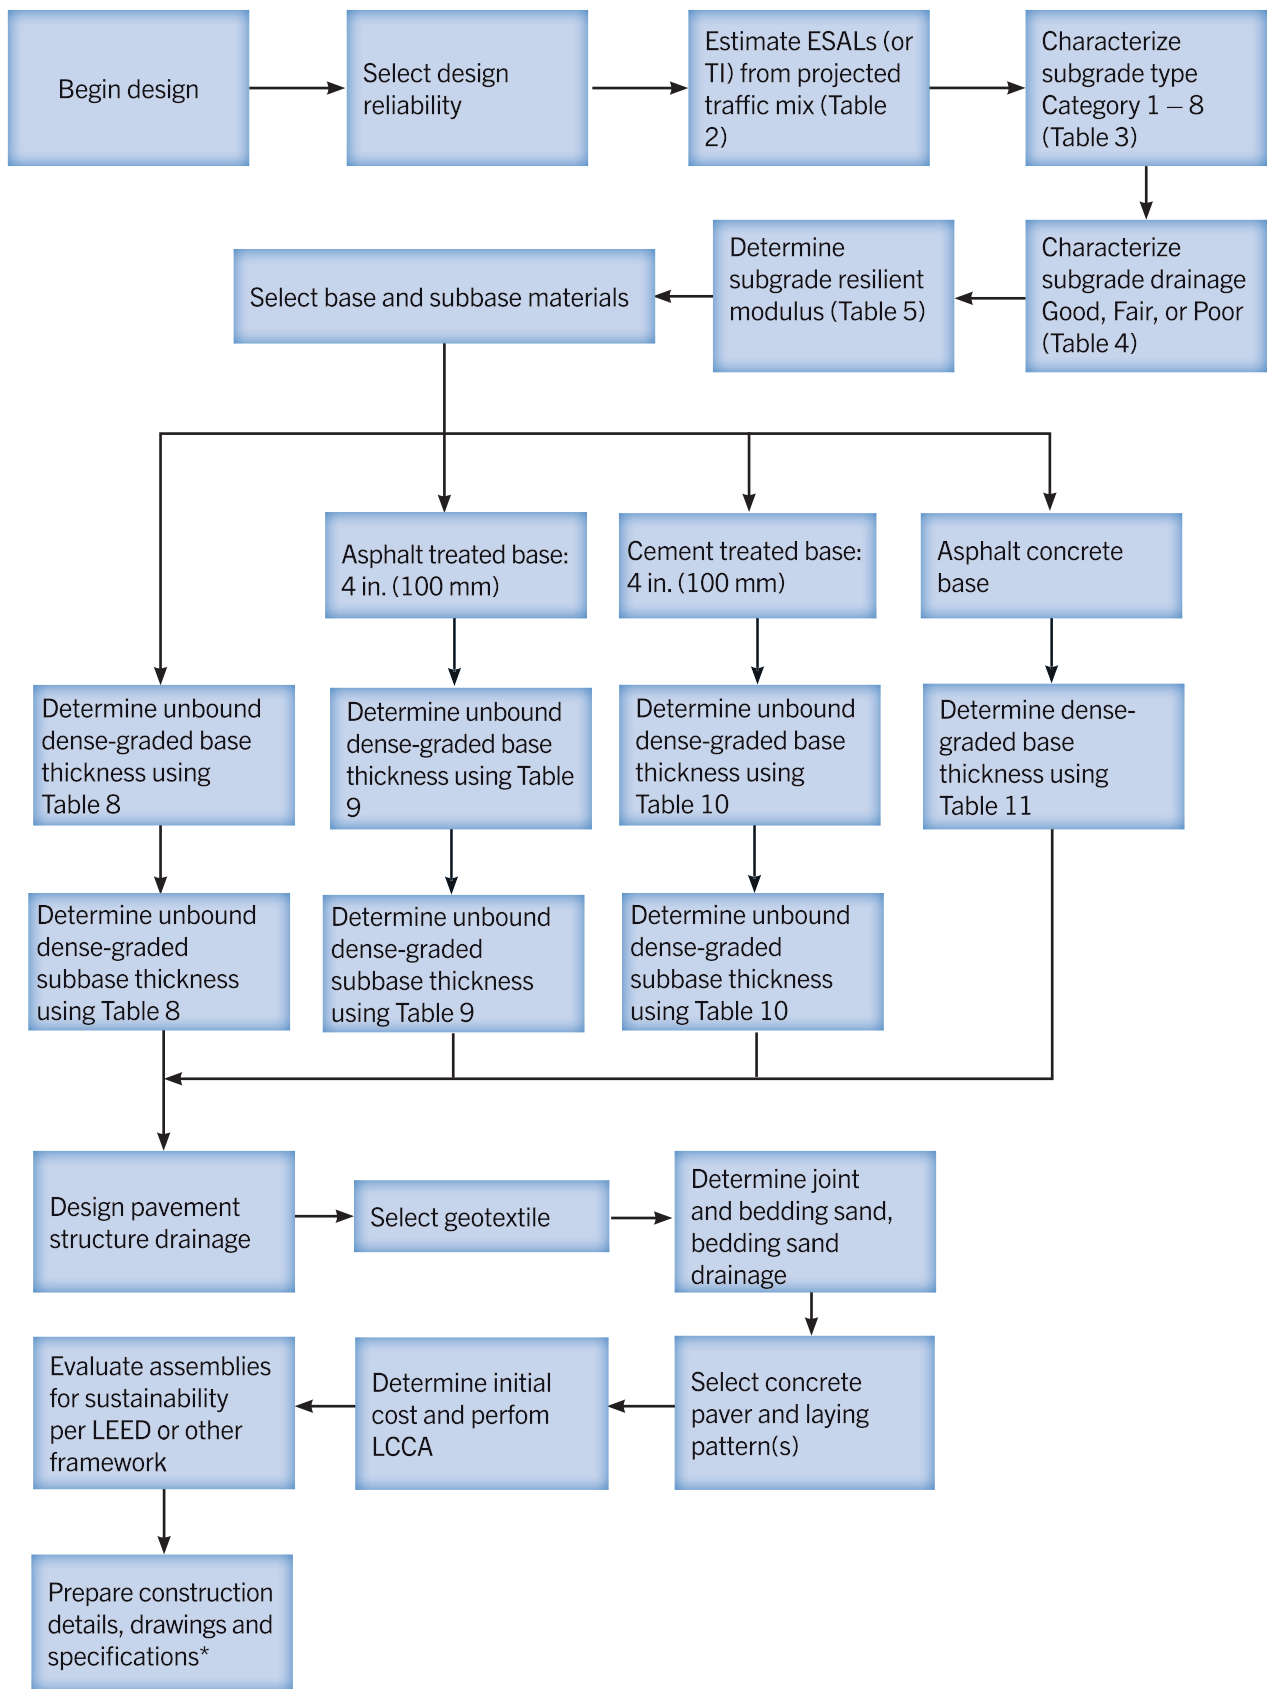 Begin design
Select design
reliability
Estimate ESALs (or
TI) from projected
traffic mix (Table
2)
Characterize
subgrade type
Category 1 – 8
(Table 3)
Characterize
subgrade drainage
Good, Fair, or Poor
(Table 4)
Determine
subgrade resilient
modulus (Table 5)
Select base and subbase materials
Asphalt treated base:
4 in. (100 mm)
Cement treated base:
4 in. (100 mm)
Asphalt concrete
base
Determine unbound
dense-graded base
thickness using
Table 8
Determine unbound
dense-graded base
thickness using Table
9
Determine unbound
dense-graded base
thickness using
Table 10
Determine dense-
graded base
thickness using
Table 11
Determine unbound
dense-graded
subbase thickness
using Table 8
Determine unbound
dense-graded
subbase thickness
using Table 9
Determine unbound
dense-graded
subbase thickness
using Table 10
Design pavement
structure drainage
Select geotextile
Determine joint
and bedding sand,
bedding sand
drainage
Select concrete
paver and laying
pattern(s)
Determine initial
cost and perfom
LCCA
Evaluate assemblies
for sustainability
per LEED or other
framework
Prepare construction
details, drawings and
specifications*